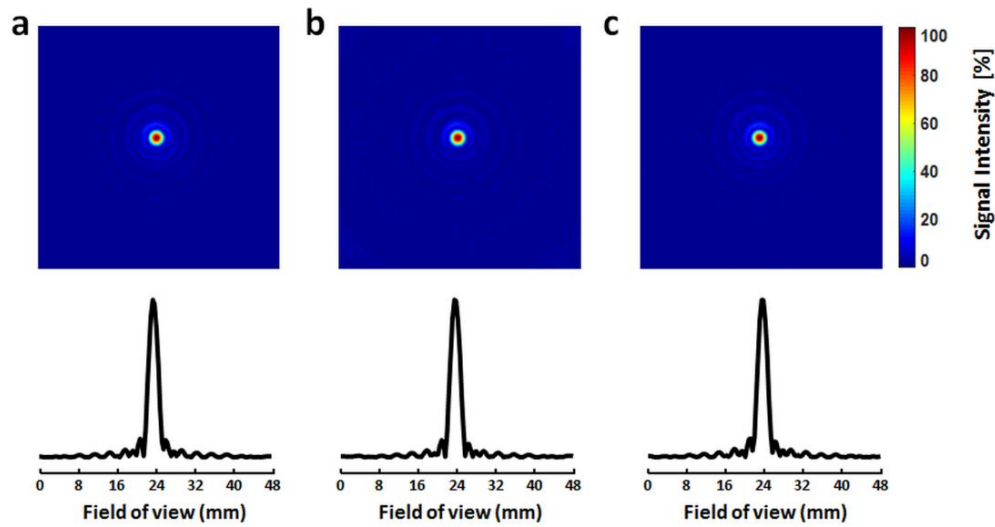 a b c
100
80
60
40
20
0
Signal Intensity [%]
0 8 16 24 32 40 48 0 8 16 24 32 40 48 0 8 16 24 32 40 48
Field of view (mm) Field of view (mm) Field of view (mm)